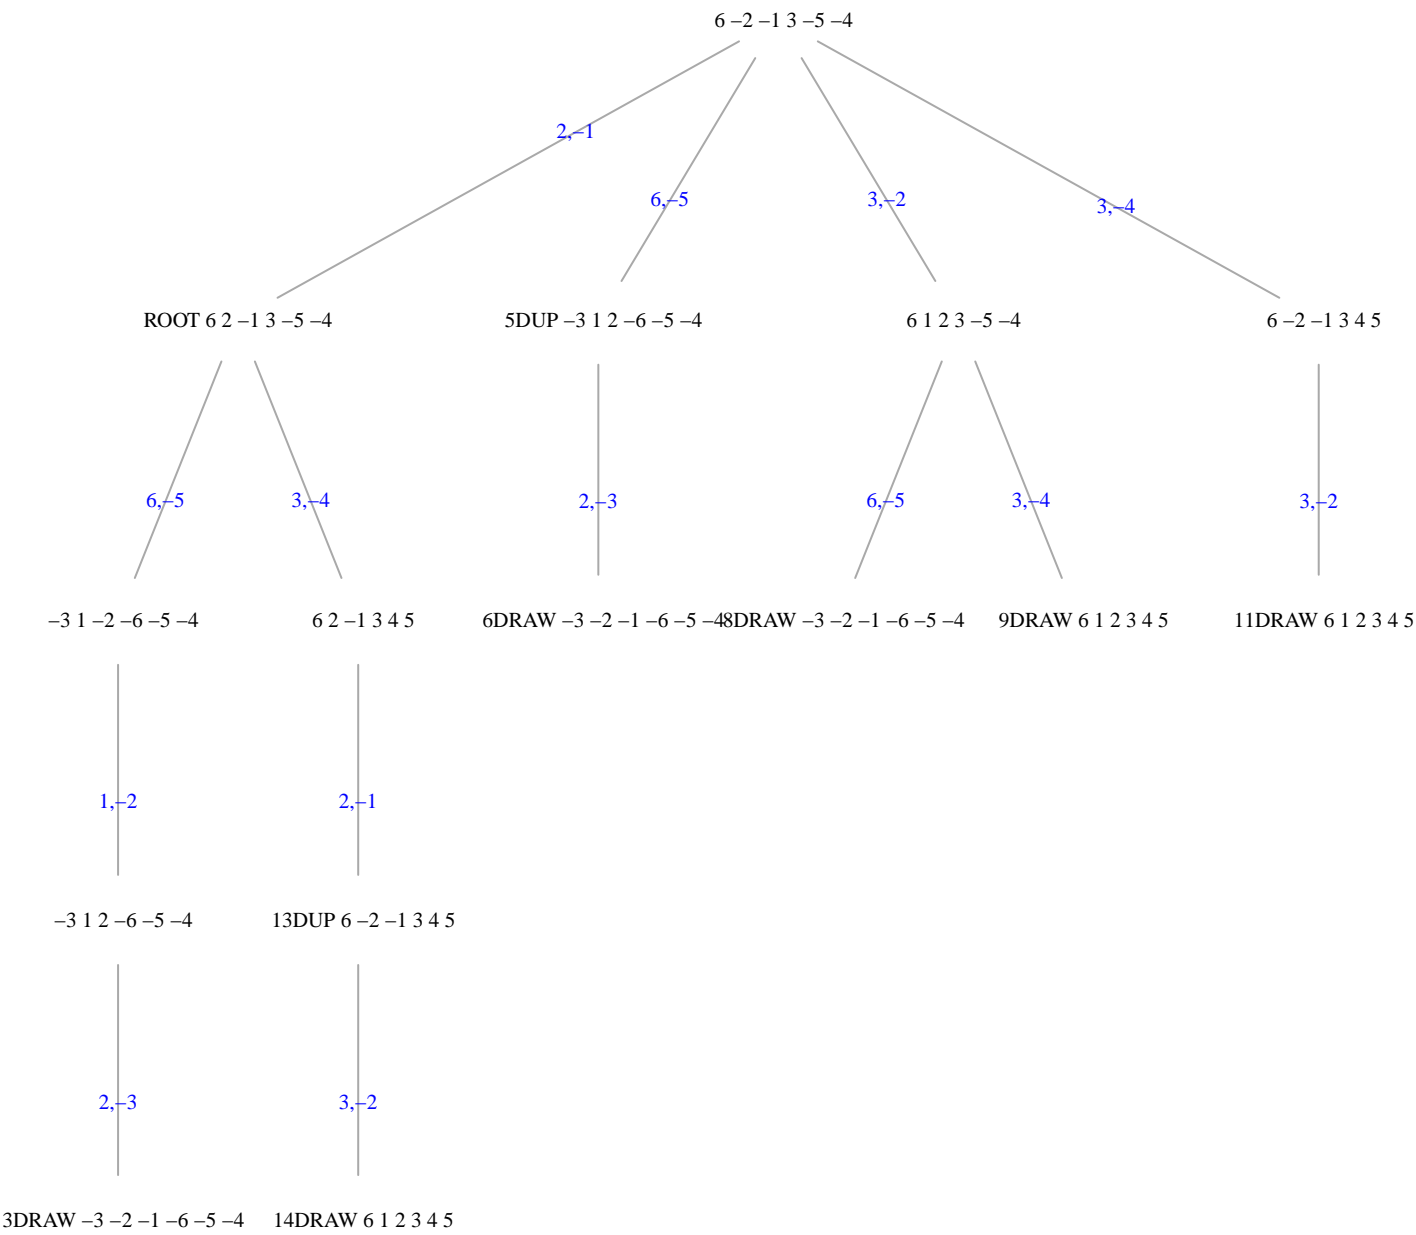 6 –2 –1 3 –5 –4
2,–1
6,–5
3,–2
3,–4
ROOT 6 2 –1 3 –5 –4
5DUP –3 1 2 –6 –5 –4
6 1 2 3 –5 –4
6 –2 –1 3 4 5
6,–5
3,–4
2,–3
6,–5
3,–4
3,–2
–3 1 –2 –6 –5 –4
6 2 –1 3 4 5
6DRAW –3 –2 –1 –6 –5 –4
8DRAW –3 –2 –1 –6 –5 –4
9DRAW 6 1 2 3 4 5
11DRAW 6 1 2 3 4 5
1,–2
2,–1
–3 1 2 –6 –5 –4
13DUP 6 –2 –1 3 4 5
2,–3
3,–2
3DRAW –3 –2 –1 –6 –5 –4
14DRAW 6 1 2 3 4 5